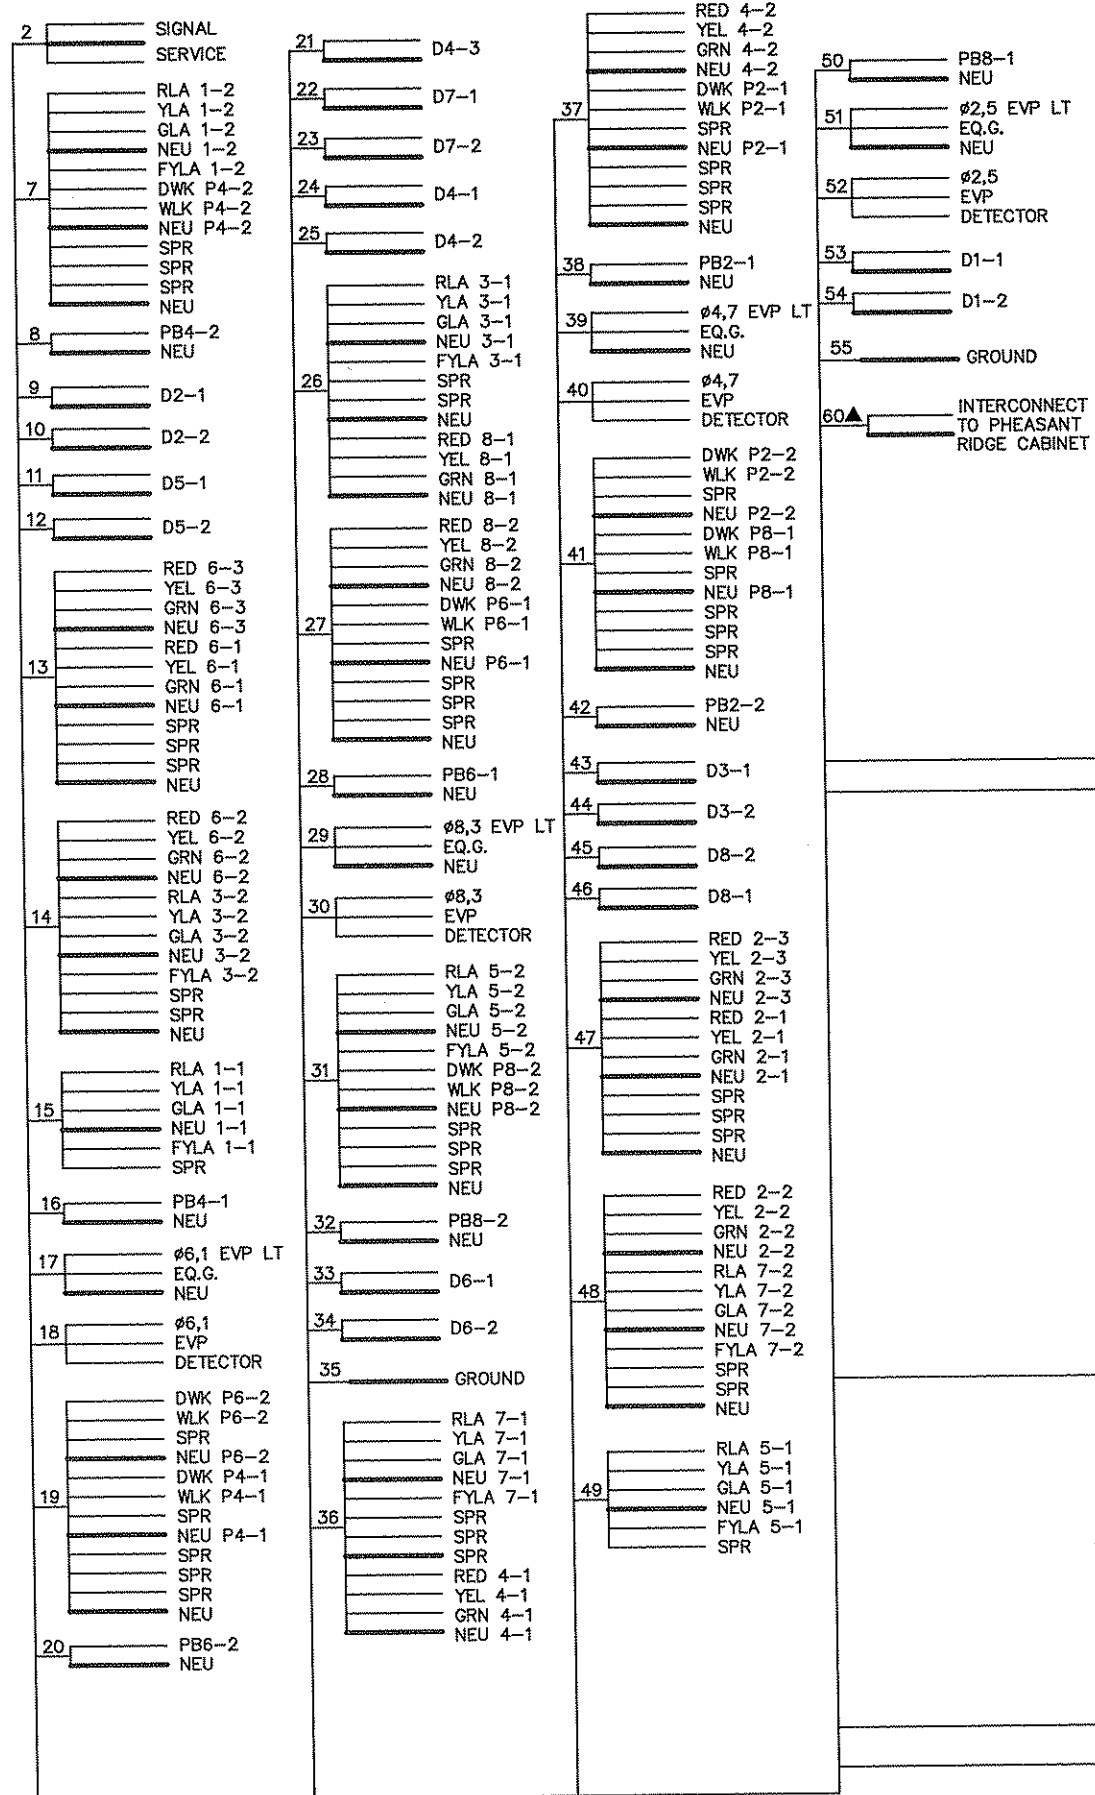 2
SIGNAL
SERVICE
7
RLA 1-2
YLA 1-2
GLA 1-2
NEU 1-2
FYLA 1-2
DWK P4-2
WLK P4-2
NEU P4-2
SPR
SPR
SPR
NEU
8
PB4-2
NEU
9
D2-1
10
D2-2
11
D5-1
12
D5-2
13
RED 6-3
YEL 6-3
GRN 6-3
NEU 6-3
RED 6-1
YEL 6-1
GRN 6-1
NEU 6-1
SPR
SPR
SPR
NEU
14
RED 6-2
YEL 6-2
GRN 6-2
NEU 6-2
RLA 3-2
YLA 3-2
GLA 3-2
NEU 3-2
FYLA 3-2
SPR
SPR
NEU
15
RLA 1-1
YLA 1-1
GLA 1-1
NEU 1-1
FYLA 1-1
SPR
16
PB4-1
NEU
17
ø6,1 EVP LT
EQ.G.
NEU
18
ø6,1
EVP
DETECTOR
19
DWK P6-2
WLK P6-2
SPR
NEU P6-2
DWK P4-1
WLK P4-1
SPR
NEU P4-1
SPR
SPR
SPR
NEU
20
PB6-2
NEU
21
D4-3
22
D7-1
23
D7-2
24
D4-1
25
D4-2
26
RLA 3-1
YLA 3-1
GLA 3-1
NEU 3-1
FYLA 3-1
SPR
SPR
NEU
RED 8-1
YEL 8-1
GRN 8-1
NEU 8-1
27
RED 8-2
YEL 8-2
GRN 8-2
NEU 8-2
DWK P6-1
WLK P6-1
SPR
NEU P6-1
SPR
SPR
SPR
NEU
28
PB6-1
NEU
29
ø8,3 EVP LT
EQ.G.
NEU
30
ø8,3
EVP
DETECTOR
31
RLA 5-2
YLA 5-2
GLA 5-2
NEU 5-2
FYLA 5-2
DWK P8-2
WLK P8-2
NEU P8-2
SPR
SPR
SPR
NEU
32
PB8-2
NEU
33
D6-1
34
D6-2
35
GROUND
36
RLA 7-1
YLA 7-1
GLA 7-1
NEU 7-1
FYLA 7-1
SPR
SPR
SPR
RED 4-1
YEL 4-1
GRN 4-1
NEU 4-1
37
RED 4-2
YEL 4-2
GRN 4-2
NEU 4-2
DWK P2-1
WLK P2-1
SPR
NEU P2-1
SPR
SPR
SPR
NEU
38
PB2-1
NEU
39
ø4,7 EVP LT
EQ.G.
NEU
40
ø4,7
EVP
DETECTOR
41
DWK P2-2
WLK P2-2
SPR
NEU P2-2
DWK P8-1
WLK P8-1
SPR
NEU P8-1
SPR
SPR
SPR
NEU
42
PB2-2
NEU
43
D3-1
44
D3-2
45
D8-2
46
D8-1
47
RED 2-3
YEL 2-3
GRN 2-3
NEU 2-3
RED 2-1
YEL 2-1
GRN 2-1
NEU 2-1
SPR
SPR
SPR
NEU
48
RED 2-2
YEL 2-2
GRN 2-2
NEU 2-2
RLA 7-2
YLA 7-2
GLA 7-2
NEU 7-2
FYLA 7-2
SPR
SPR
NEU
49
RLA 5-1
YLA 5-1
GLA 5-1
NEU 5-1
FYLA 5-1
SPR
50
PB8-1
NEU
51
ø2,5 EVP LT
EQ.G.
NEU
52
ø2,5
EVP
DETECTOR
53
D1-1
54
D1-2
55
GROUND
60▲
INTERCONNECT
TO PHEASANT
RIDGE CABINET